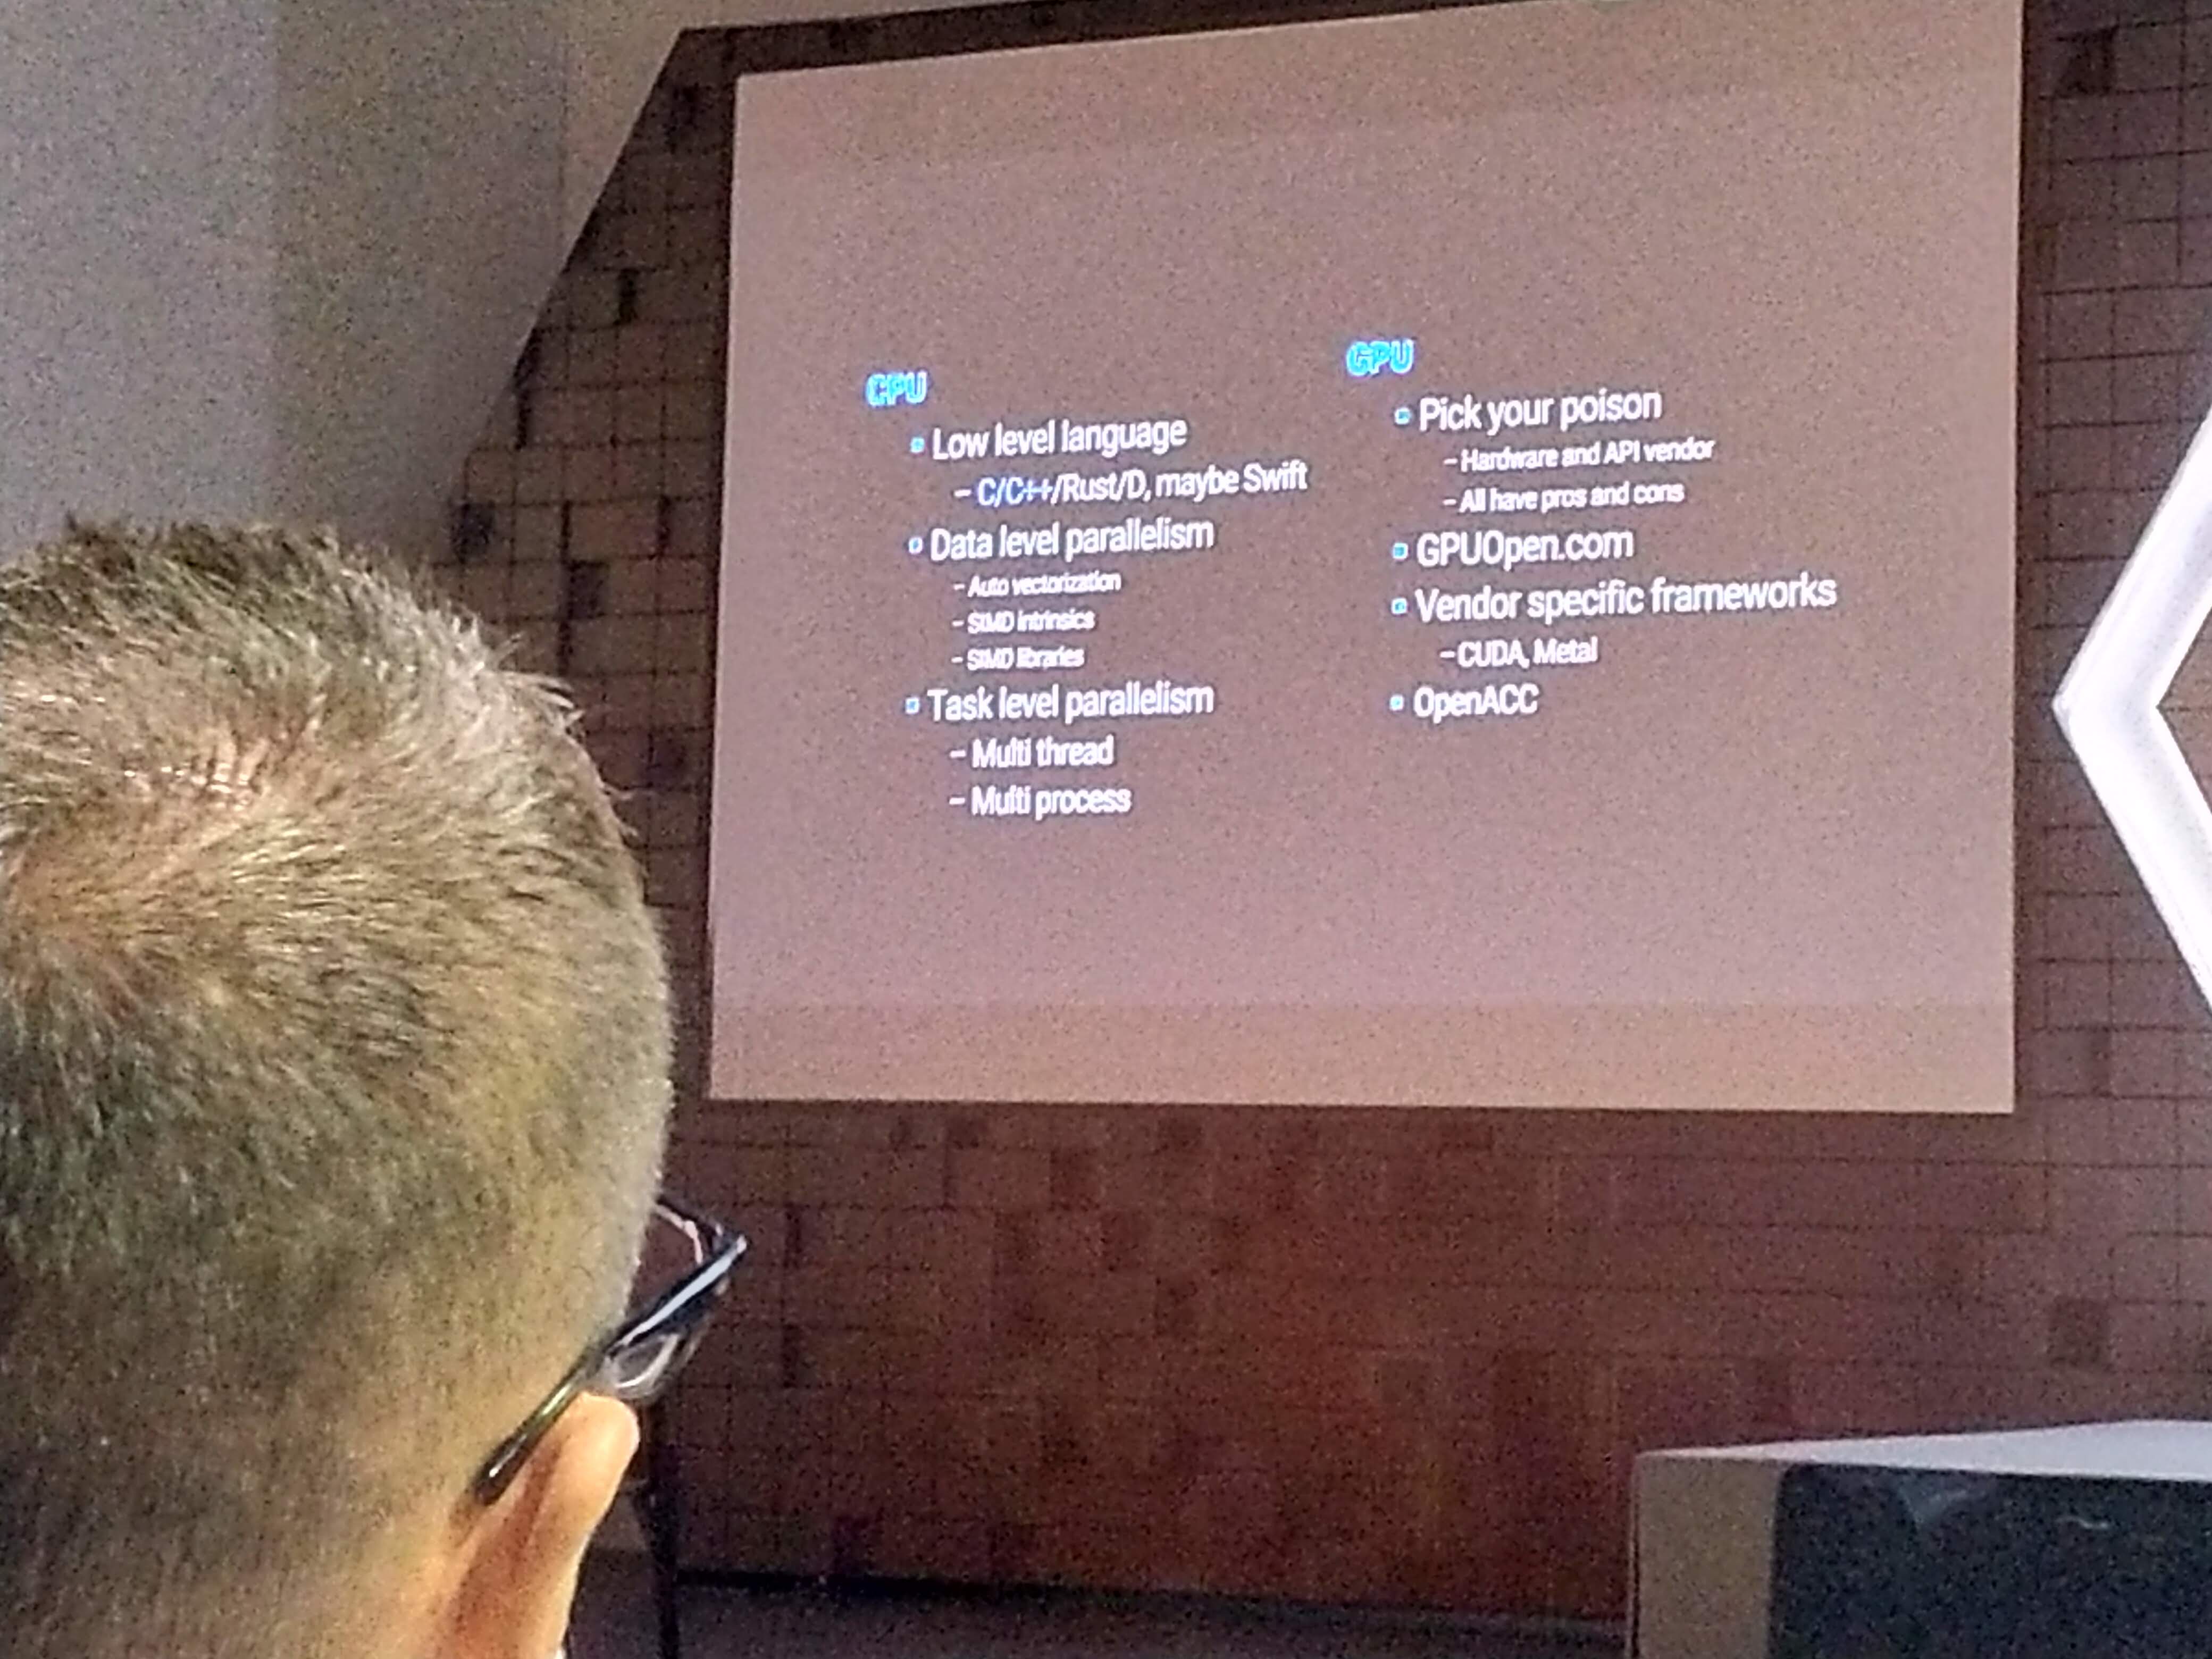 CPU
▫ Low level language
– C/C++/Rust/D, maybe Swift
▫ Data level parallelism
– Auto vectorization
– SIMD intrinsics
– SIMD libraries
▫ Task level parallelism
– Multi thread
– Multi process
GPU
▫ Pick your poison
– Hardware and API vendor
– All have pros and cons
▫ GPUOpen.com
▫ Vendor specific frameworks
– CUDA, Metal
▫ OpenACC